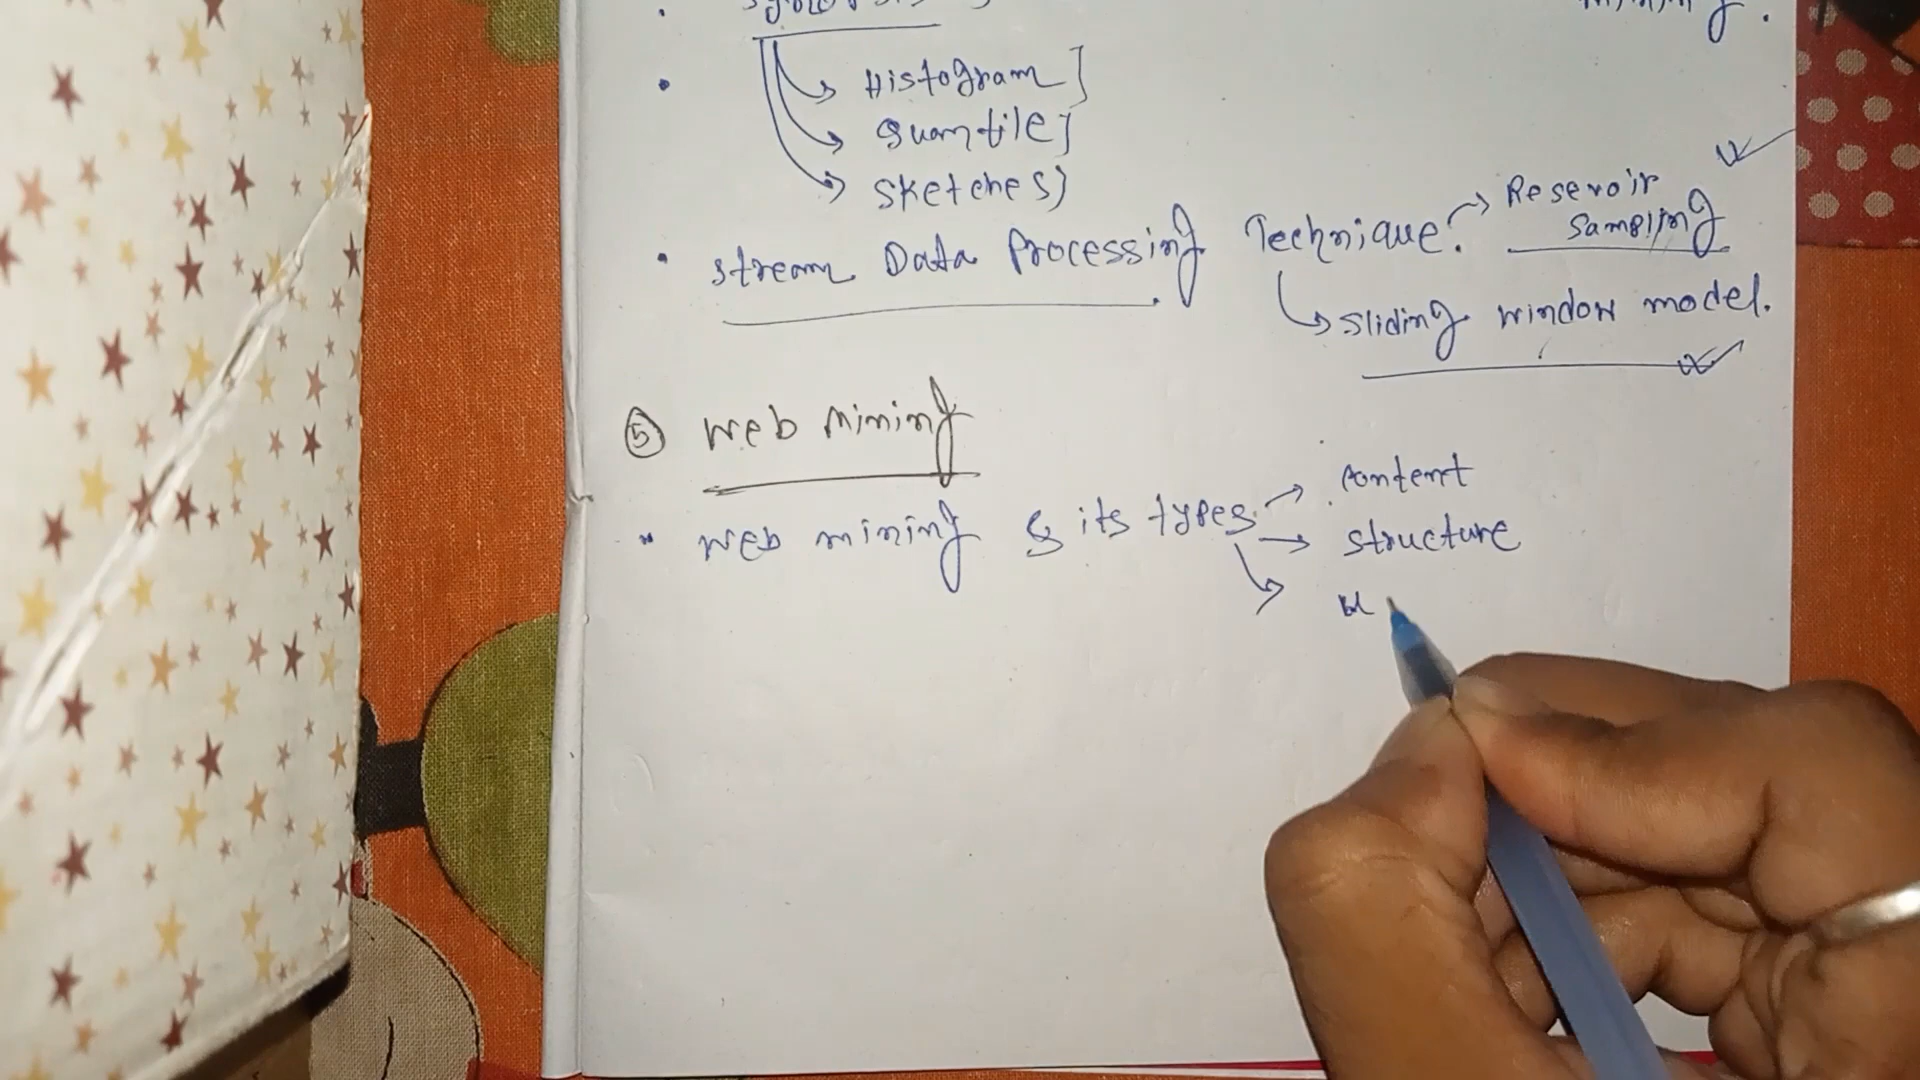 Histogram]
Quantile]
Sketches)
• Stream Data Processing Technique. → Reservoir
Sampling
↳ Sliding window model.
⑤ Web Mining
• Web mining & its types → content
→ structure